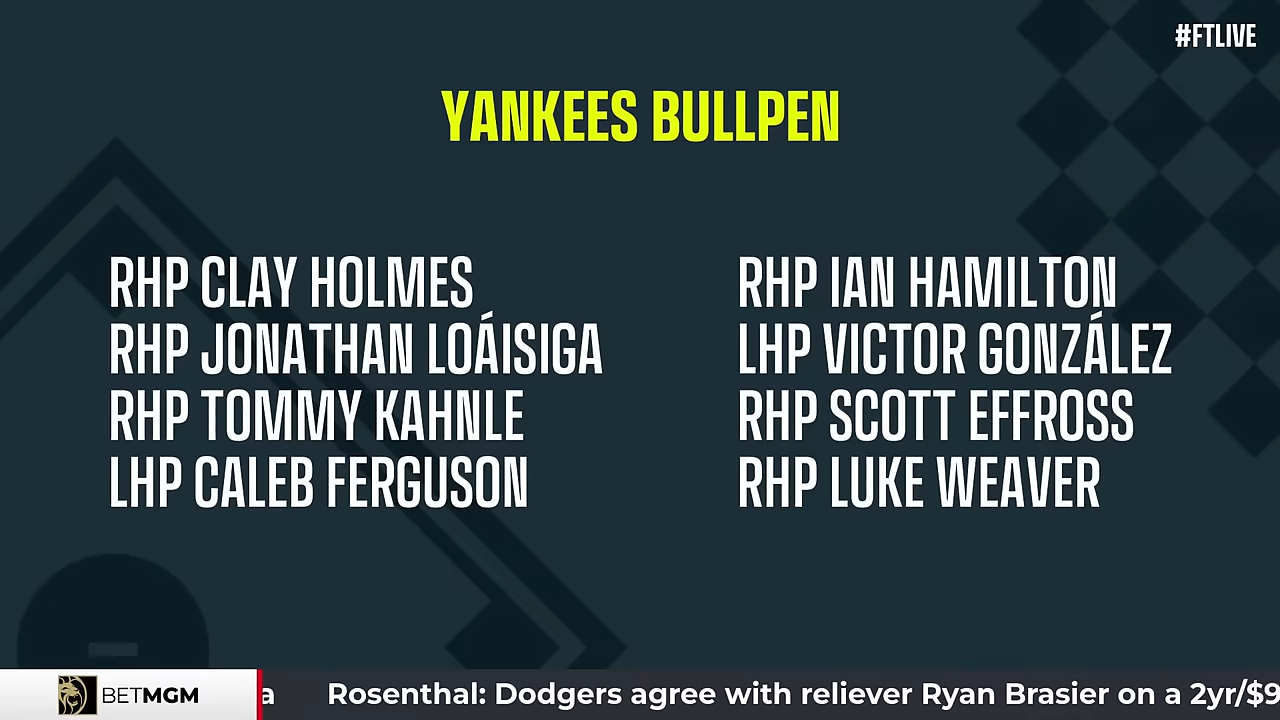 #FTLIVE
YANKEES BULLPEN
RHP CLAY HOLMES
RHP JONATHAN LOÁISIGA
RHP TOMMY KAHNLE
LHP CALEB FERGUSON
RHP IAN HAMILTON
LHP VICTOR GONZÁLEZ
RHP SCOTT EFFROSS
RHP LUKE WEAVER
BETMGM
a Rosenthal: Dodgers agree with reliever Ryan Brasier on a 2yr/$9